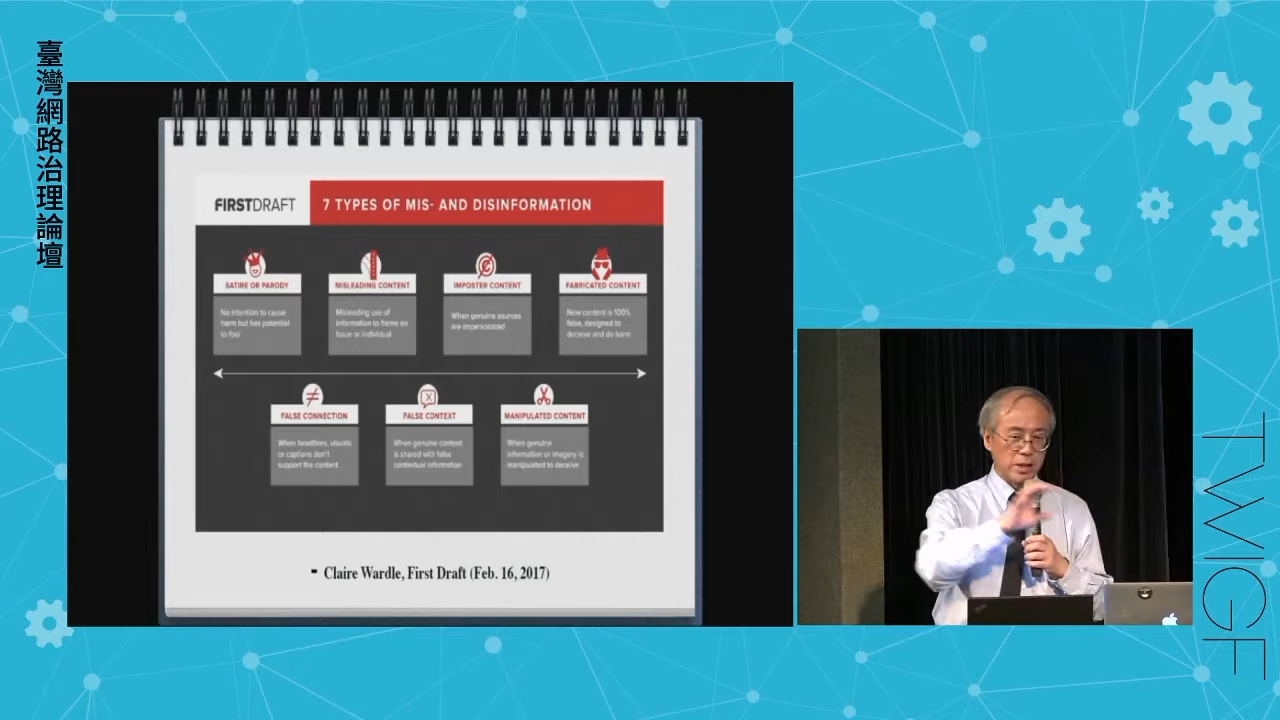 臺灣網路治理論壇
FIRSTDRAFT
7 TYPES OF MIS- AND DISINFORMATION
SATIRE OR PARODY
No intention to cause
harm but has potential
to fool
MISLEADING CONTENT
Misleading use of
information to frame an
issue or individual
IMPOSTER CONTENT
When genuine sources
are impersonated
FABRICATED CONTENT
New content is 100%
false, designed to
deceive and do harm
FALSE CONNECTION
When headlines, visuals
or captions don't
support the content
FALSE CONTEXT
When genuine content
is shared with false
contextual information
MANIPULATED CONTENT
When genuine
information or imagery is
manipulated to deceive
- Claire Wardle, First Draft (Feb. 16, 2017)
TWIGF